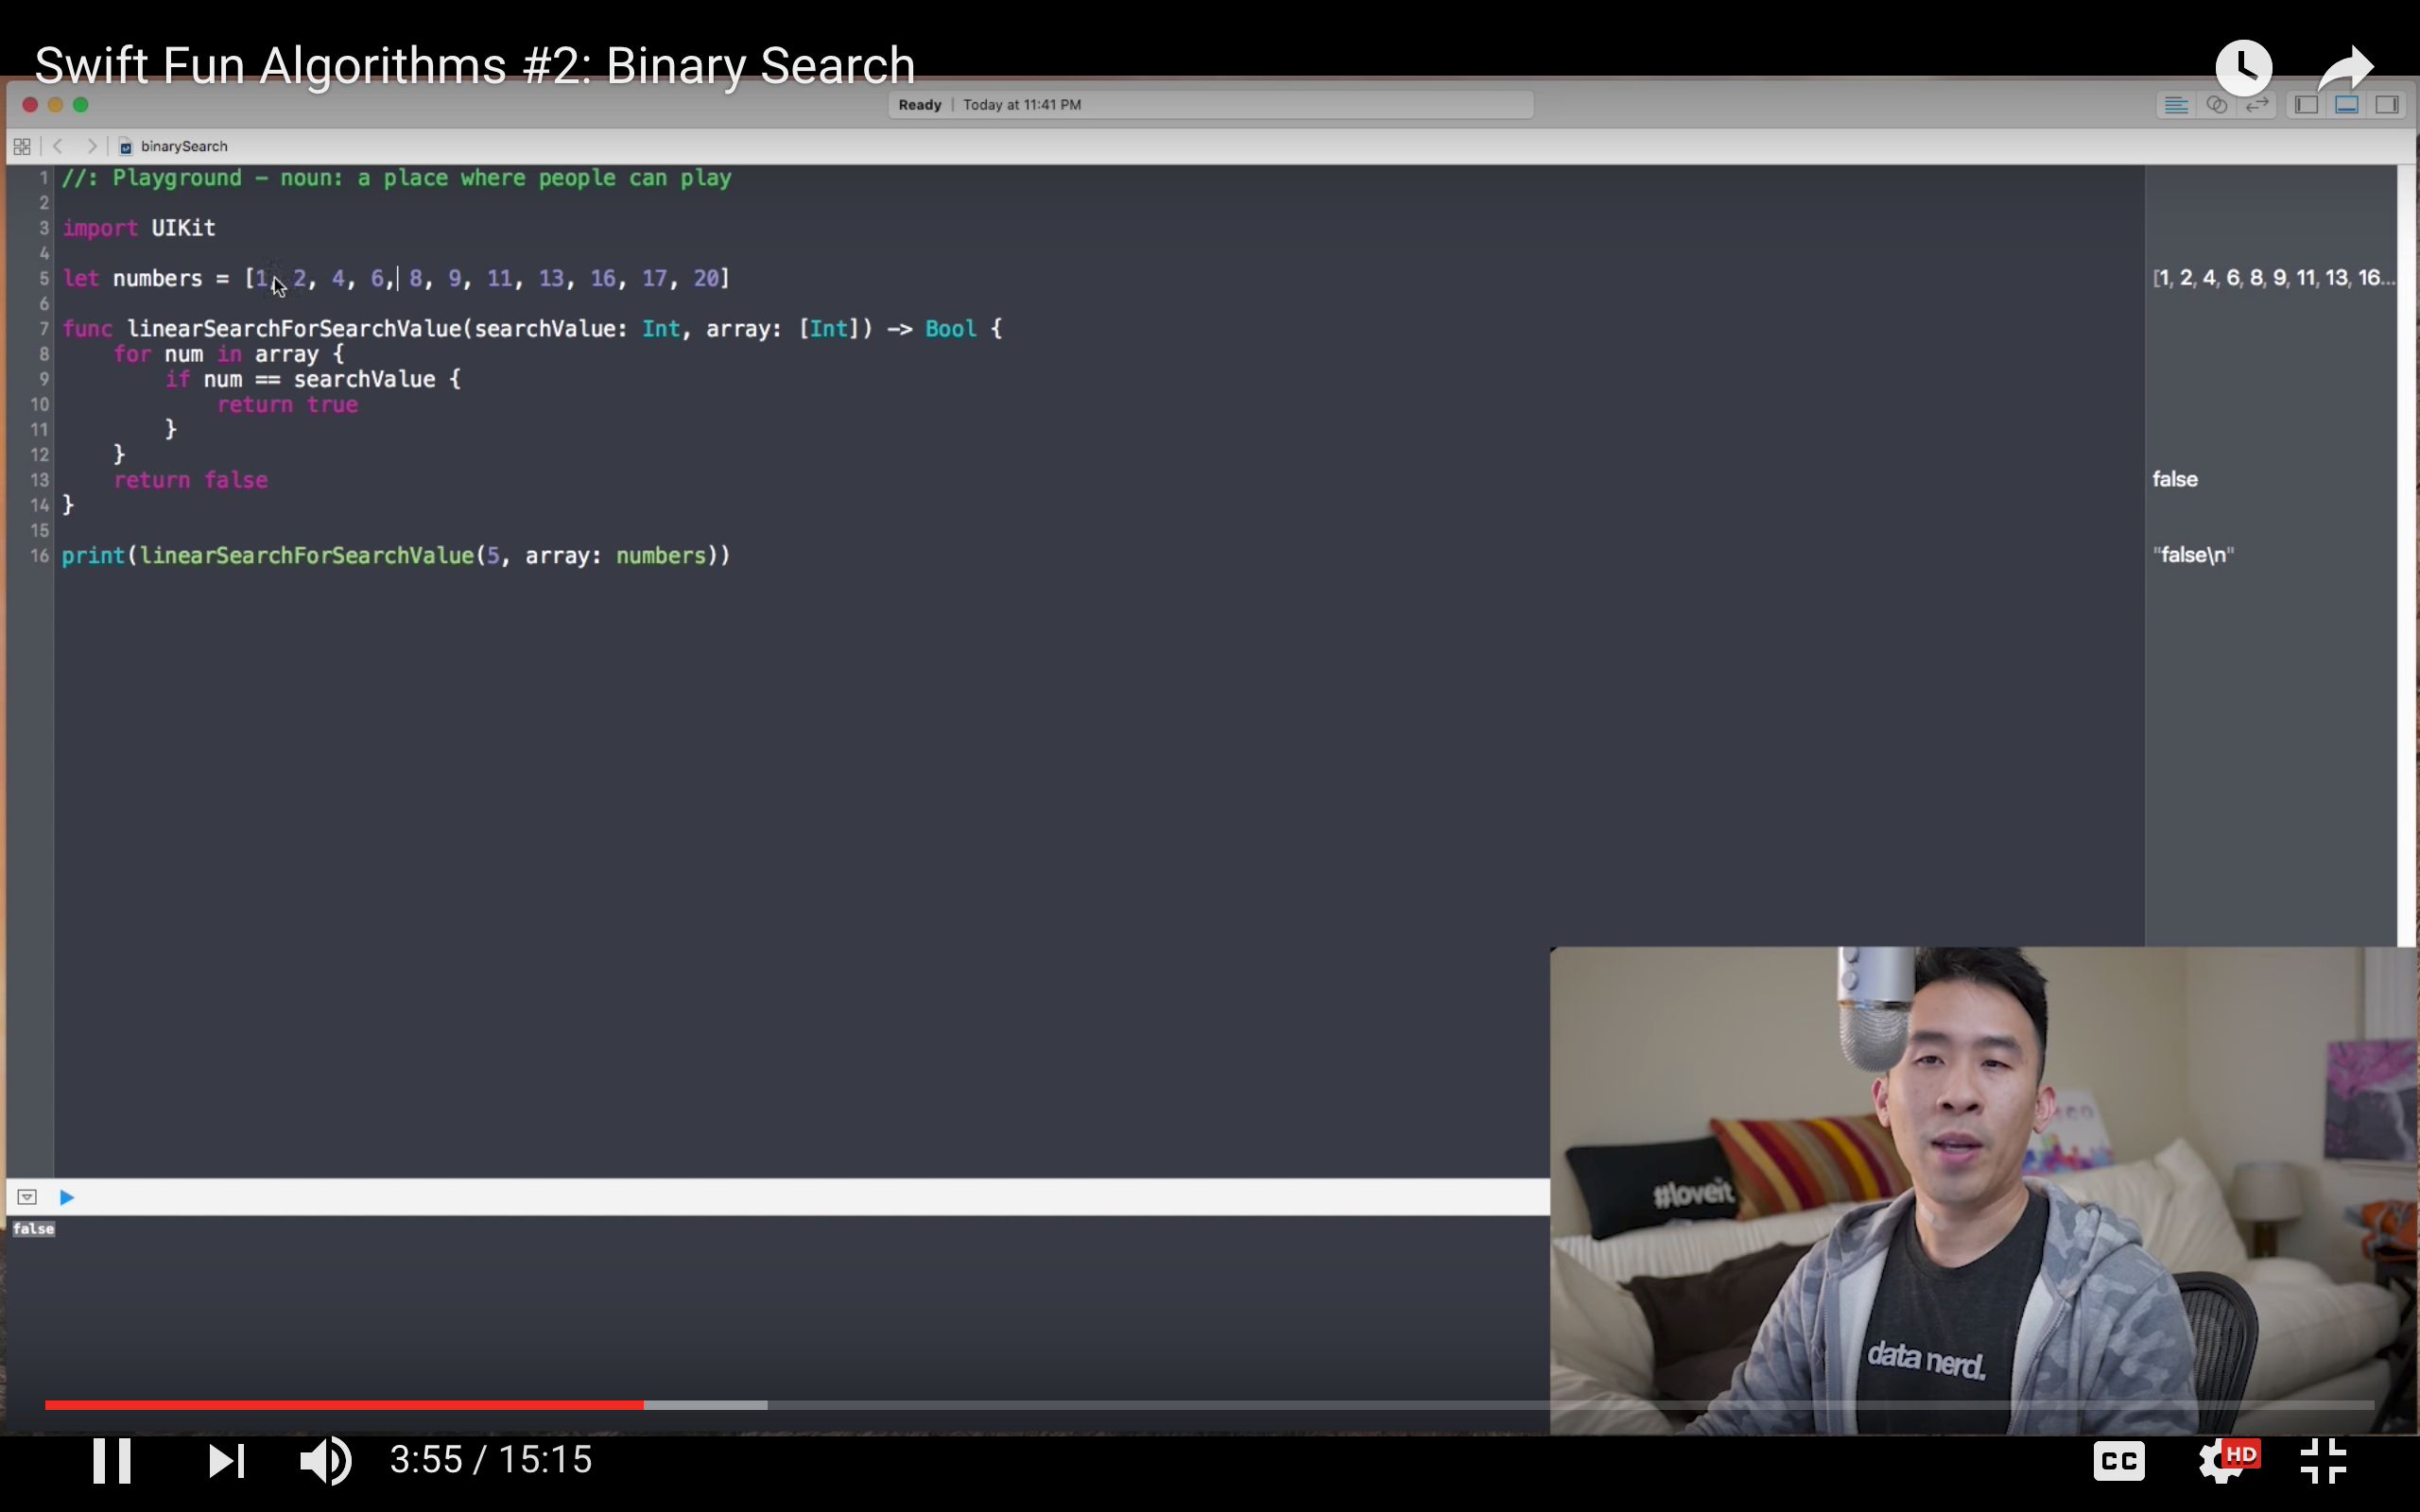 Swift Fun Algorithms #2: Binary Search
Ready | Today at 11:41 PM
binarySearch
1 //: Playground – noun: a place where people can play
2
3 import UIKit
4
5 let numbers = [1, 2, 4, 6, 8, 9, 11, 13, 16, 17, 20]
[1, 2, 4, 6, 8, 9, 11, 13, 16...
6
7 func linearSearchForSearchValue(searchValue: Int, array: [Int]) -> Bool {
8     for num in array {
9         if num == searchValue {
10             return true
11         }
12     }
13     return false
false
14 }
15
16 print(linearSearchForSearchValue(5, array: numbers))
"false\n"
#loveit
data nerd.
false
3:55 / 15:15
CC
HD